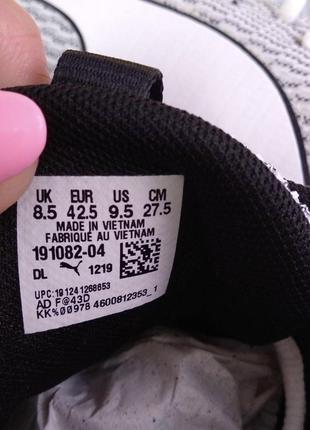 UK EUR US CM
8.5 42.5 9.5 27.5
MADE IN VIETNAM
FABRIQUÉ AU VIETNAM
191082-04
DL 1219
UPC:191241268653
AD F@43D
KK%00978 4600812353_1